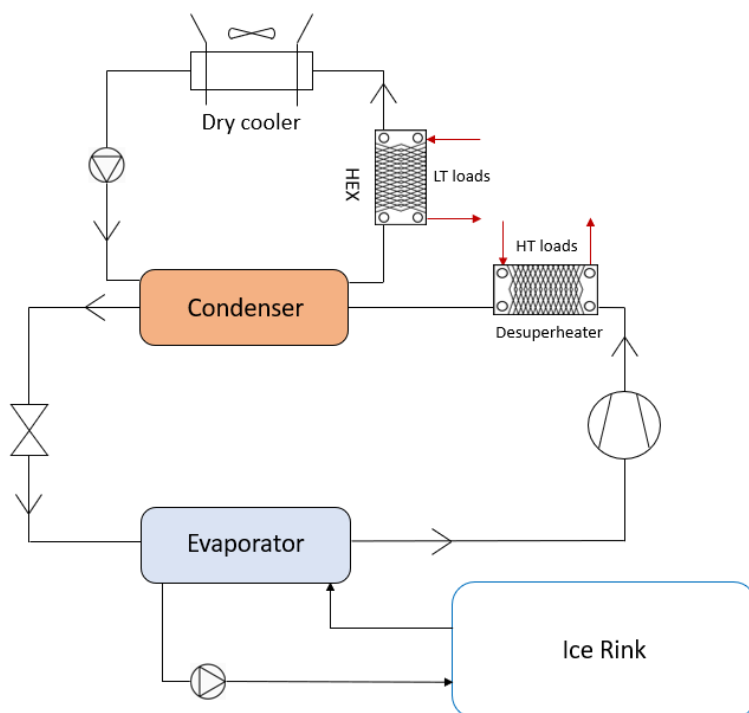 Dry cooler
HEX
LT loads
HT loads
Condenser
Desuperheater
Evaporator
Ice Rink